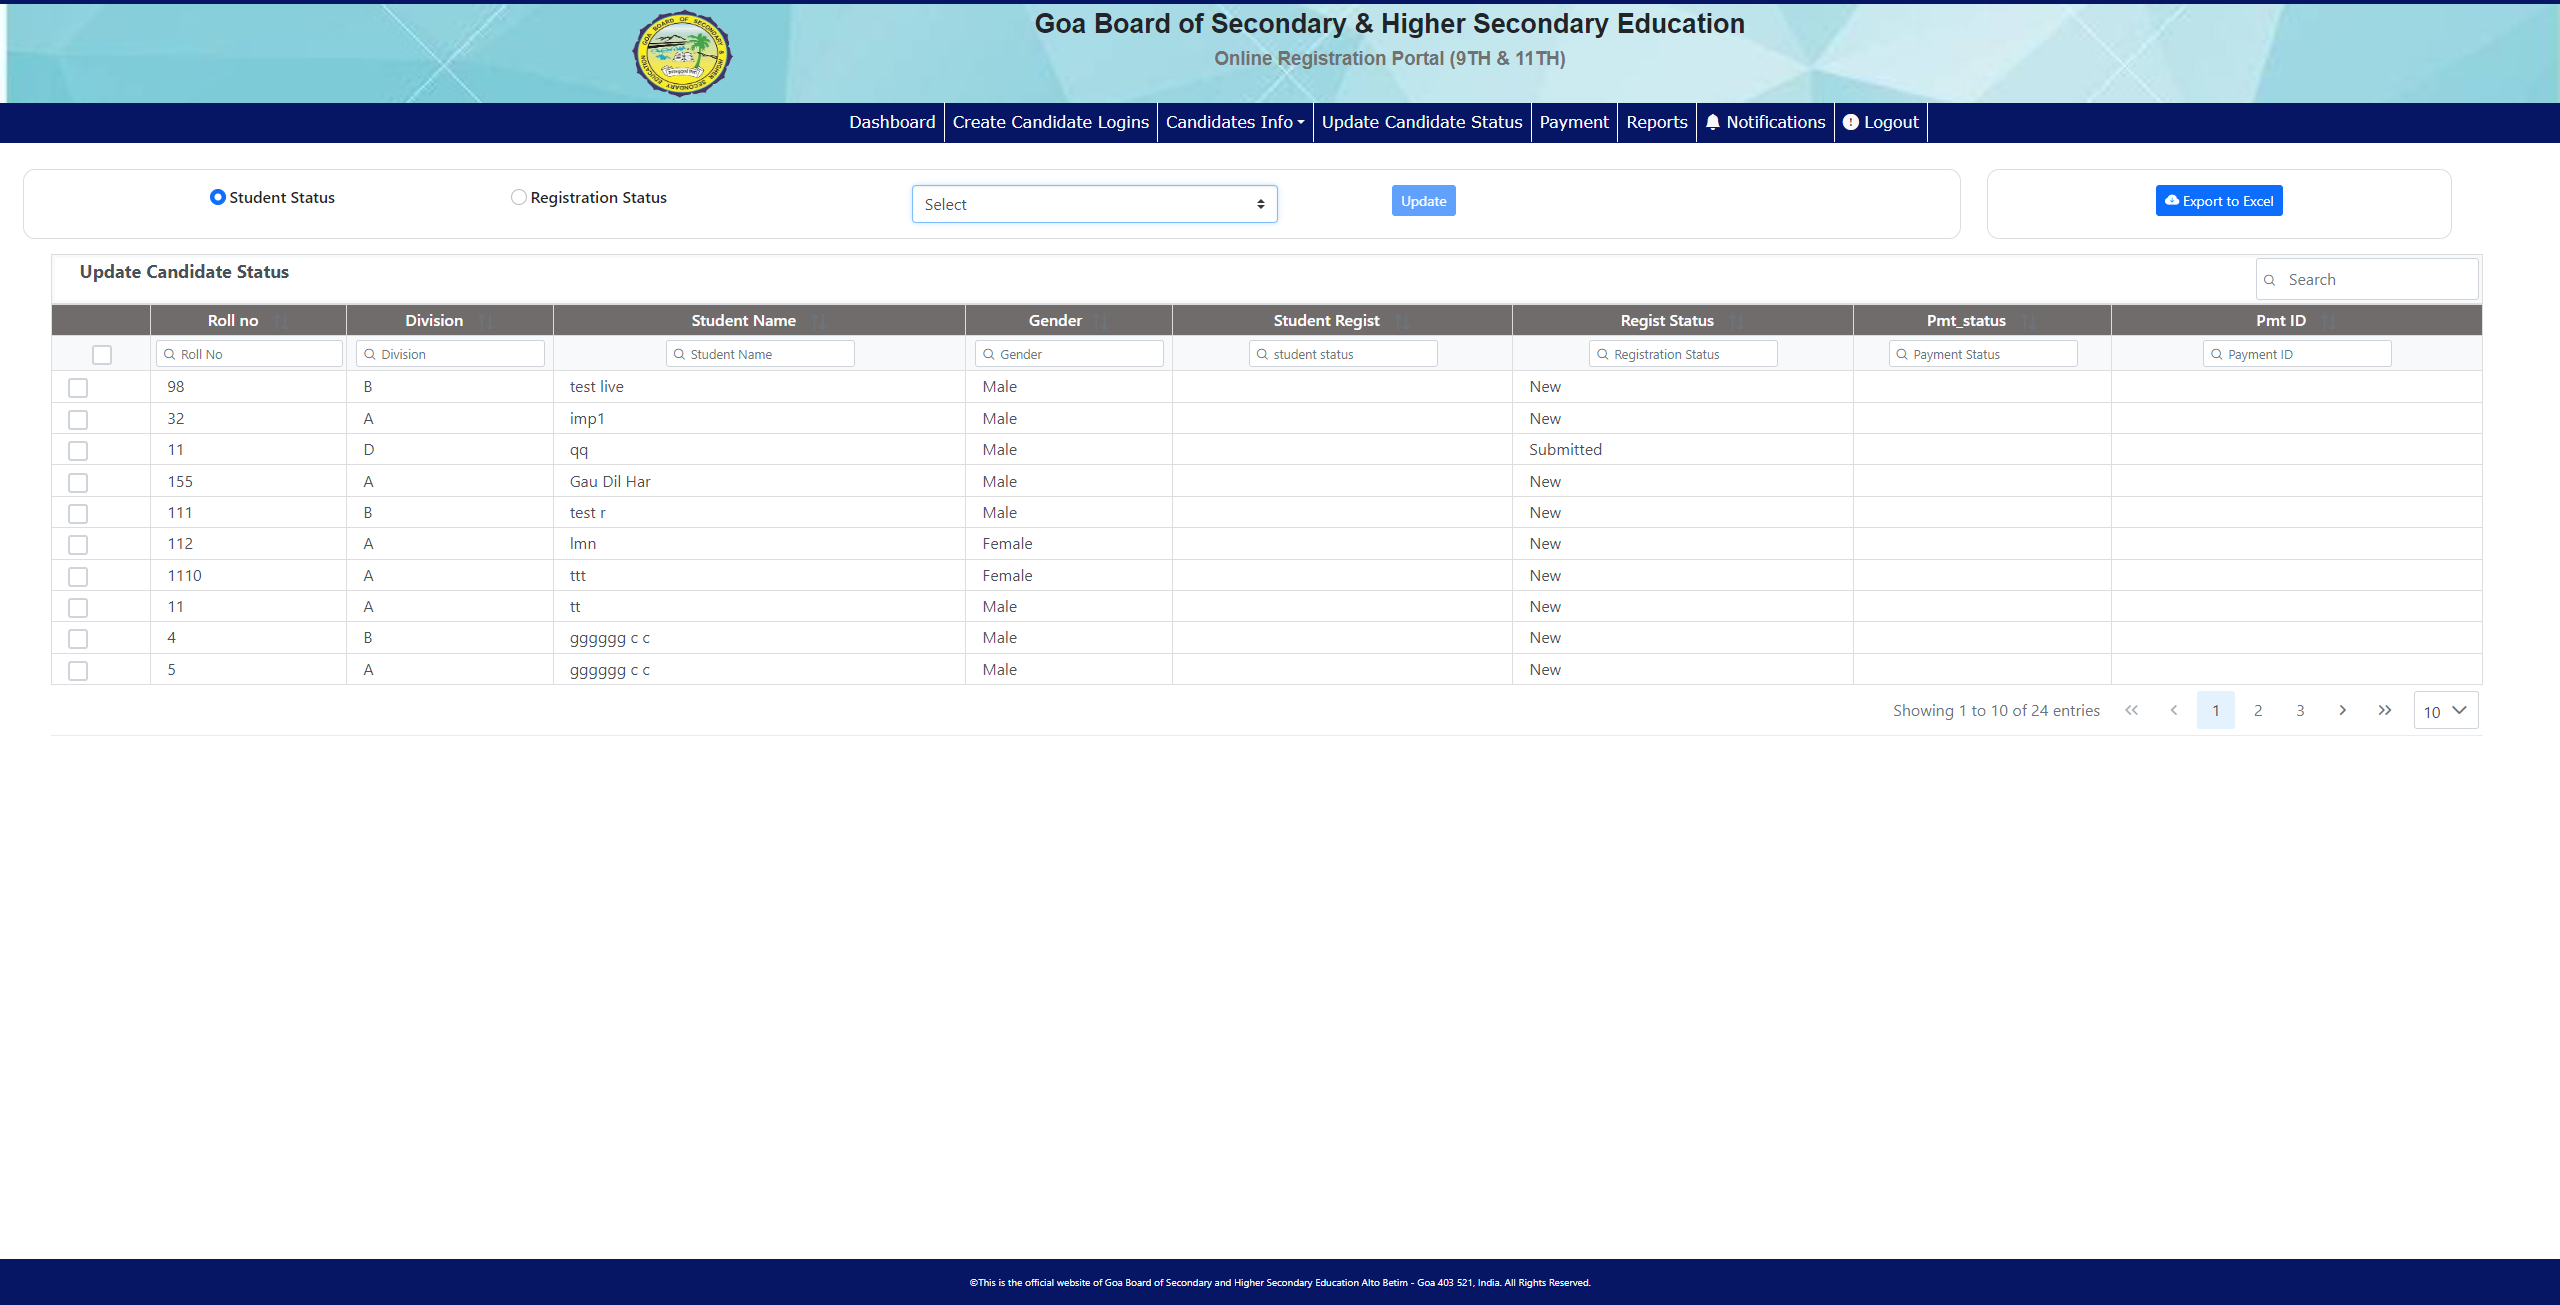 Goa Board of Secondary & Higher Secondary Education
Online Registration Portal (9TH & 11TH)
GOA BOARD OF SECONDARY & HIGHER SECONDARY EDUCATION
Dashboard Create Candidate Logins Candidates Info Update Candidate Status Payment Reports Notifications Logout
Student Status Registration Status Select Update Export to Excel
Update Candidate Status Search
Roll no Division Student Name Gender Student Regist Regist Status Pmt_status Pmt ID
Roll No Division Student Name Gender student status Registration Status Payment Status Payment ID
98 B test live Male New
32 A imp1 Male New
11 D qq Male Submitted
155 A Gau Dil Har Male New
111 B test r Male New
112 A lmn Female New
1110 A ttt Female New
11 A tt Male New
4 B gggggg c c Male New
5 A gggggg c c Male New
Showing 1 to 10 of 24 entries 1 2 3 10
©This is the official website of Goa Board of Secondary and Higher Secondary Education Alto Betim - Goa 403 521, India. All Rights Reserved.